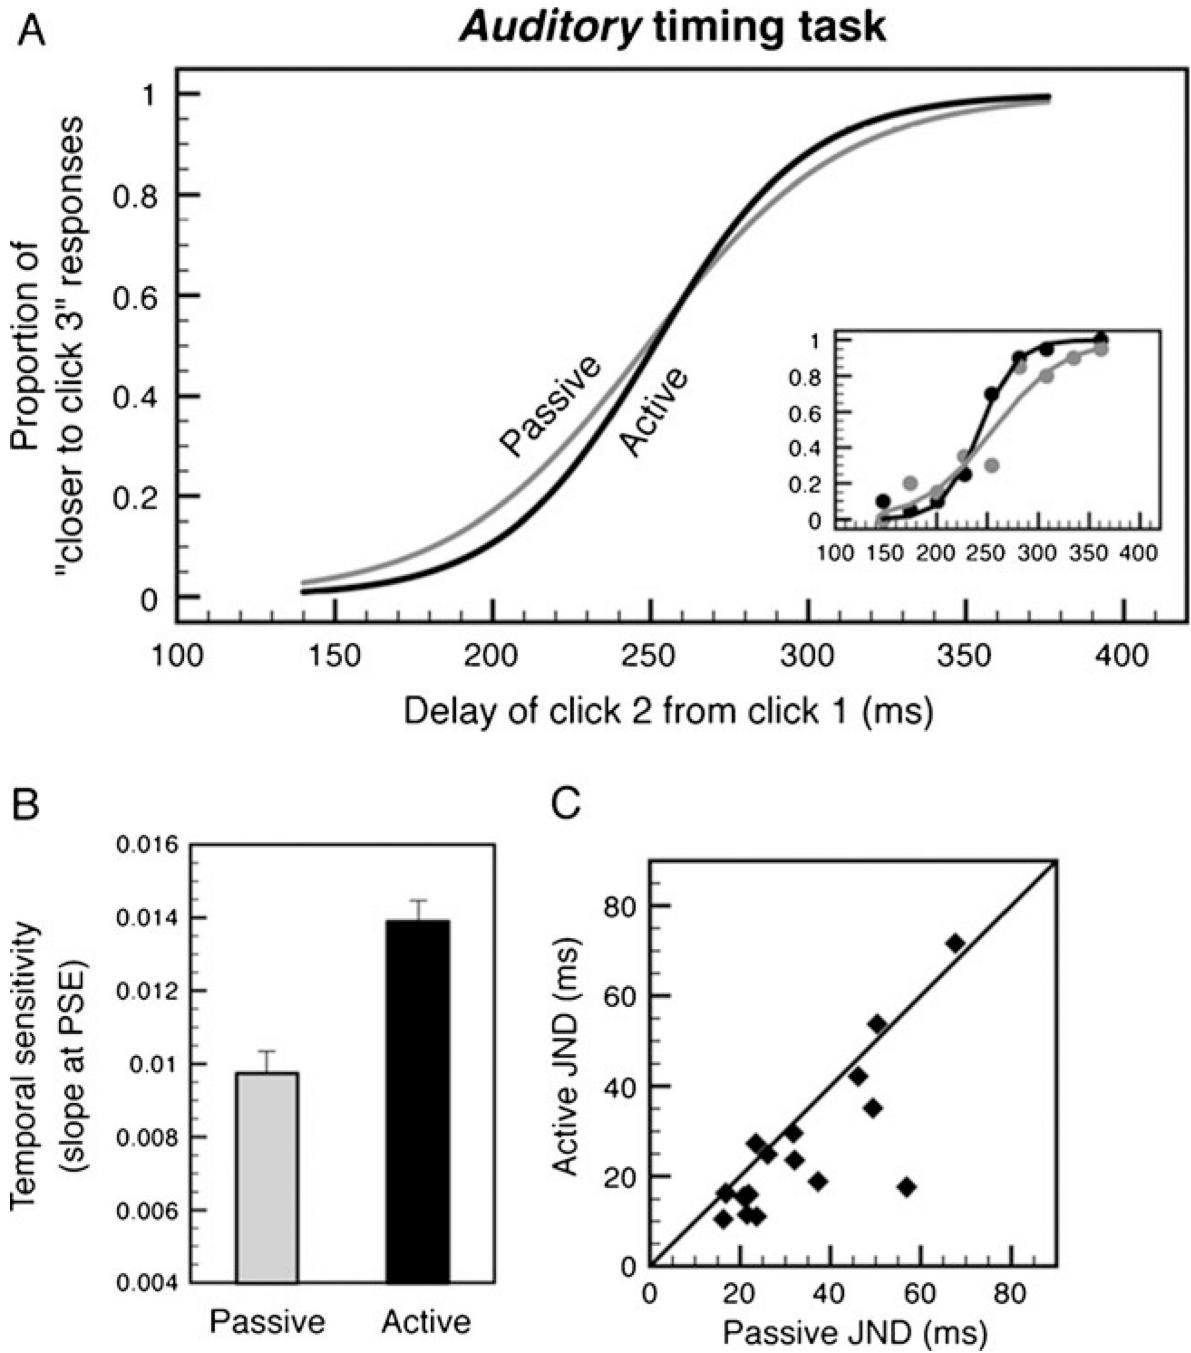 A
Auditory timing task
Proportion of
"closer to click 3" responses
1
0.8
0.6
0.4
0.2
0
Passive
Active
1
0.8
0.6
0.4
0.2
0
100 150 200 250 300 350 400
100 150 200 250 300 350 400
Delay of click 2 from click 1 (ms)
B
Temporal sensitivity
(slope at PSE)
0.016
0.014
0.012
0.01
0.008
0.006
0.004
Passive Active
C
Active JND (ms)
80
60
40
20
0
0 20 40 60 80
Passive JND (ms)